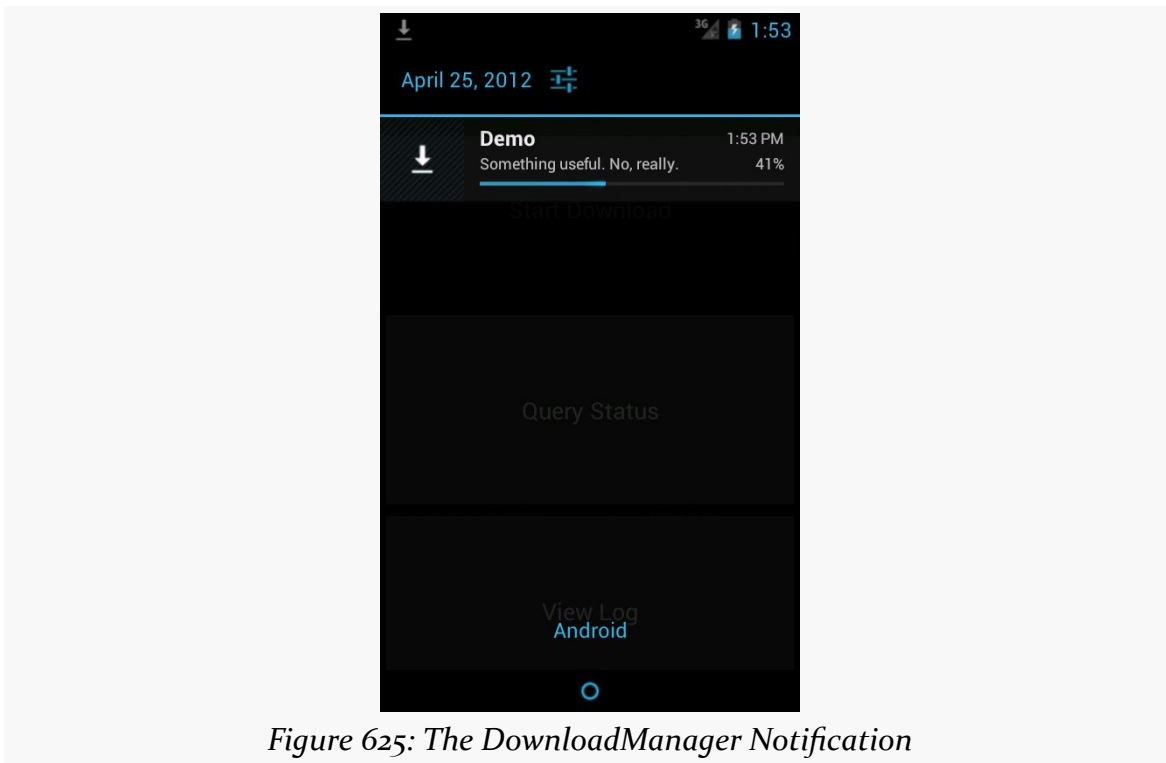 3G 1:53
April 25, 2012
Demo 1:53 PM
Something useful. No, really. 41%
Start Download
Query Status
View Log
Android
Figure 625: The DownloadManager Notification